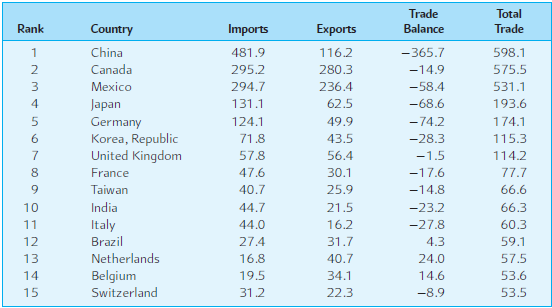 Trade Total
Rank Country Imports Exports Balance Trade
1 China 481.9 116.2 −365.7 598.1
2 Canada 295.2 280.3 −14.9 575.5
3 Mexico 294.7 236.4 −58.4 531.1
4 Japan 131.1 62.5 −68.6 193.6
5 Germany 124.1 49.9 −74.2 174.1
6 Korea, Republic 71.8 43.5 −28.3 115.3
7 United Kingdom 57.8 56.4 −1.5 114.2
8 France 47.6 30.1 −17.6 77.7
9 Taiwan 40.7 25.9 −14.8 66.6
10 India 44.7 21.5 −23.2 66.3
11 Italy 44.0 16.2 −27.8 60.3
12 Brazil 27.4 31.7 4.3 59.1
13 Netherlands 16.8 40.7 24.0 57.5
14 Belgium 19.5 34.1 14.6 53.6
15 Switzerland 31.2 22.3 −8.9 53.5